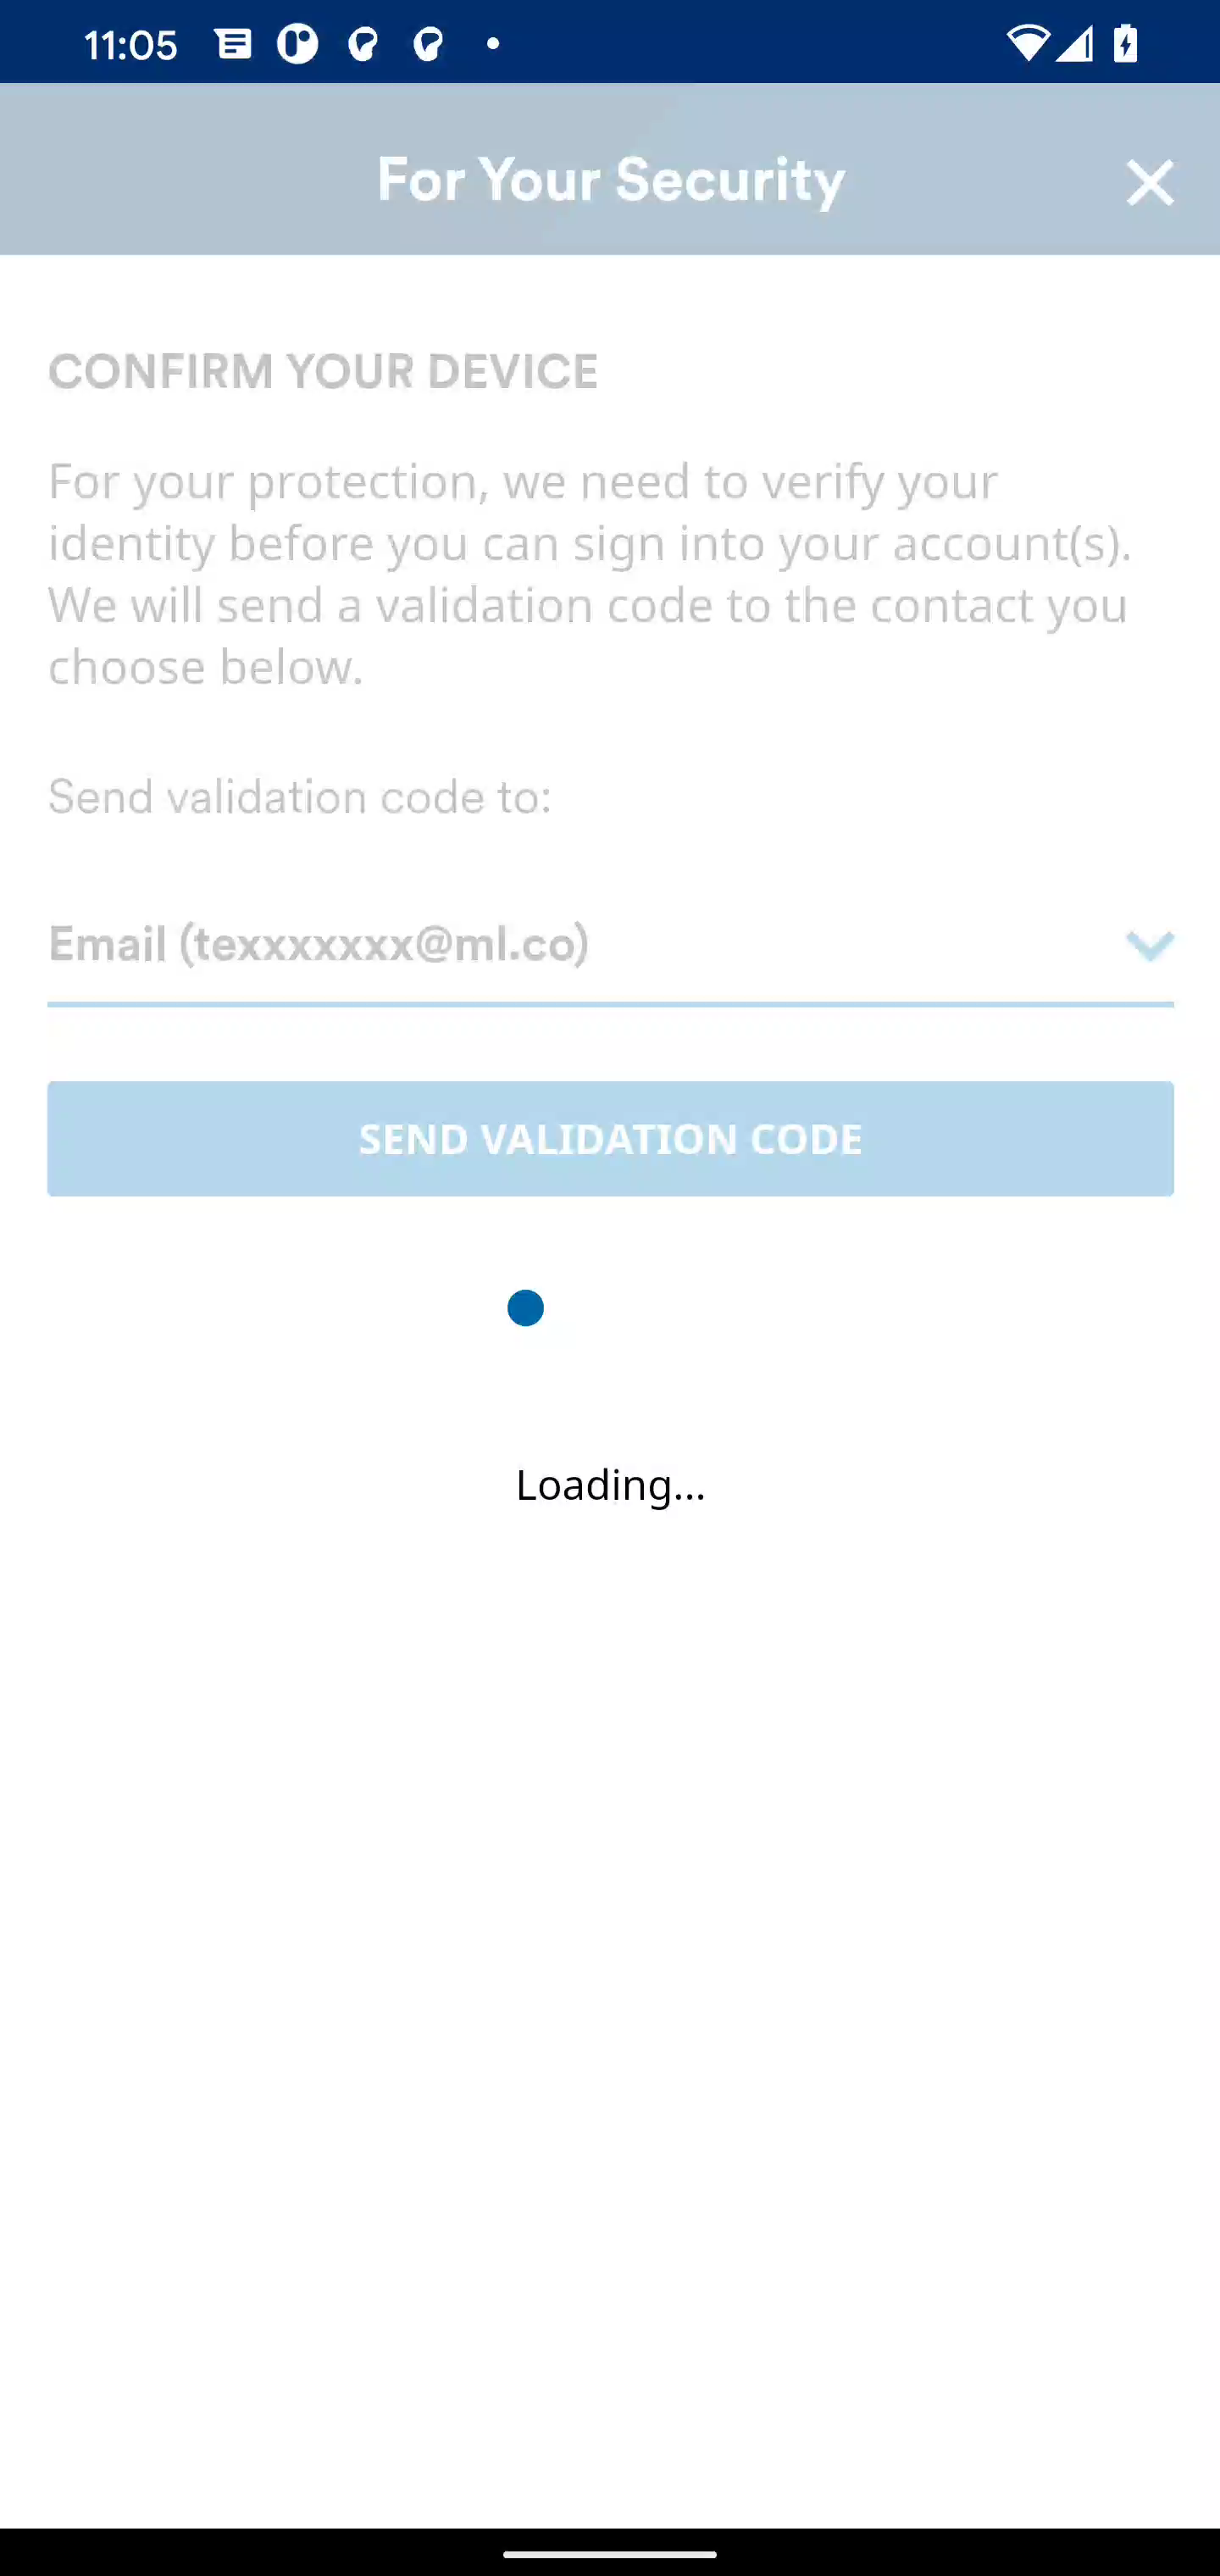 11:05
For Your Security
CONFIRM YOUR DEVICE
For your protection, we need to verify your
identity before you can sign into your account(s).
We will send a validation code to the contact you
choose below.
Send validation code to:
Email (texxxxxxx@ml.co)
SEND VALIDATION CODE
Loading...